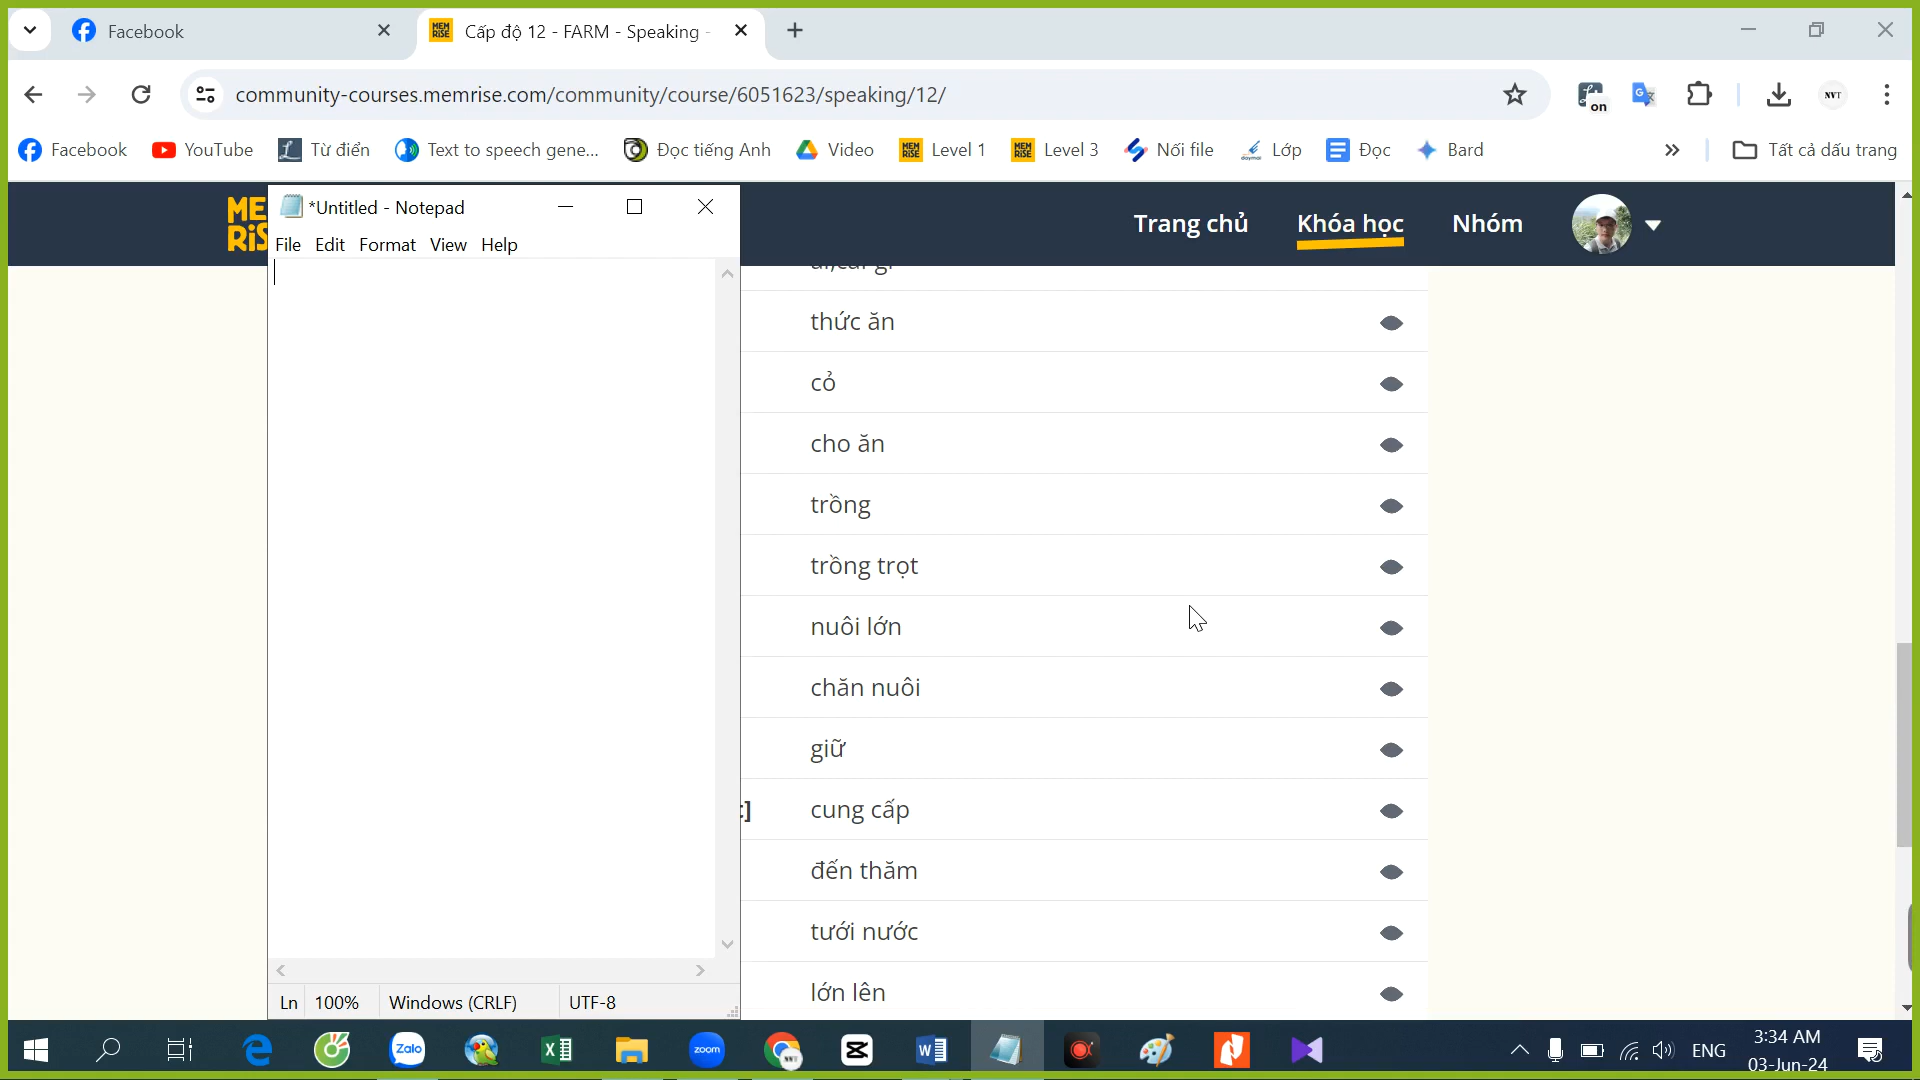 Facebook
Cấp độ 12 - FARM - Speaking -
community-courses.memrise.com/community/course/6051623/speaking/12/
on
NVT
Facebook YouTube Từ điển Text to speech gene... Đọc tiếng Anh Video Level 1 Level 3 Nối file Lớp Đọc Bard Tất cả dấu trang
*Untitled - Notepad
File Edit Format View Help
Trang chủ Khóa học Nhóm
thức ăn
cỏ
cho ăn
trồng
trồng trọt
nuôi lớn
chăn nuôi
giữ
cung cấp
đến thăm
tưới nước
lớn lên
Ln 100% Windows (CRLF) UTF-8
Zalo
zoom
ENG
3:34 AM
03-Jun-24